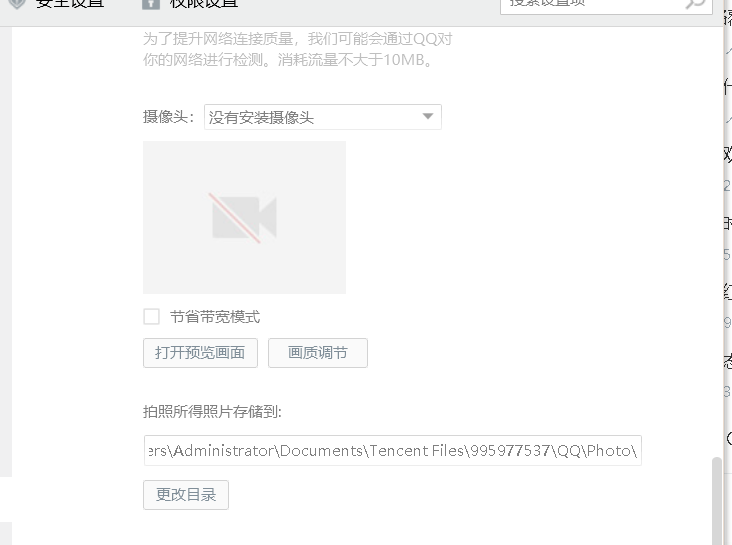 安全设置
权限设置
搜索设置项
为了提升网络连接质量，我们可能会通过QQ对
你的网络进行检测。消耗流量不大于10MB。
摄像头：
没有安装摄像头
节省带宽模式
打开预览画面
画质调节
拍照所得照片存储到:
ers\Administrator\Documents\Tencent Files\995977537\QQ\Photo\
更改目录